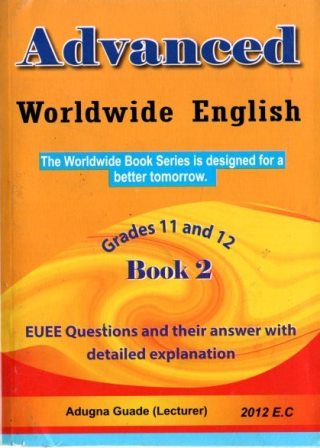 Advanced
Worldwide English
The Worldwide Book Series is designed for a
better tomorrow.
Grades 11 and 12
Book 2
EUEE Questions and their answer with
detailed explanation
Adugna Guade (Lecturer) 2012 E.C